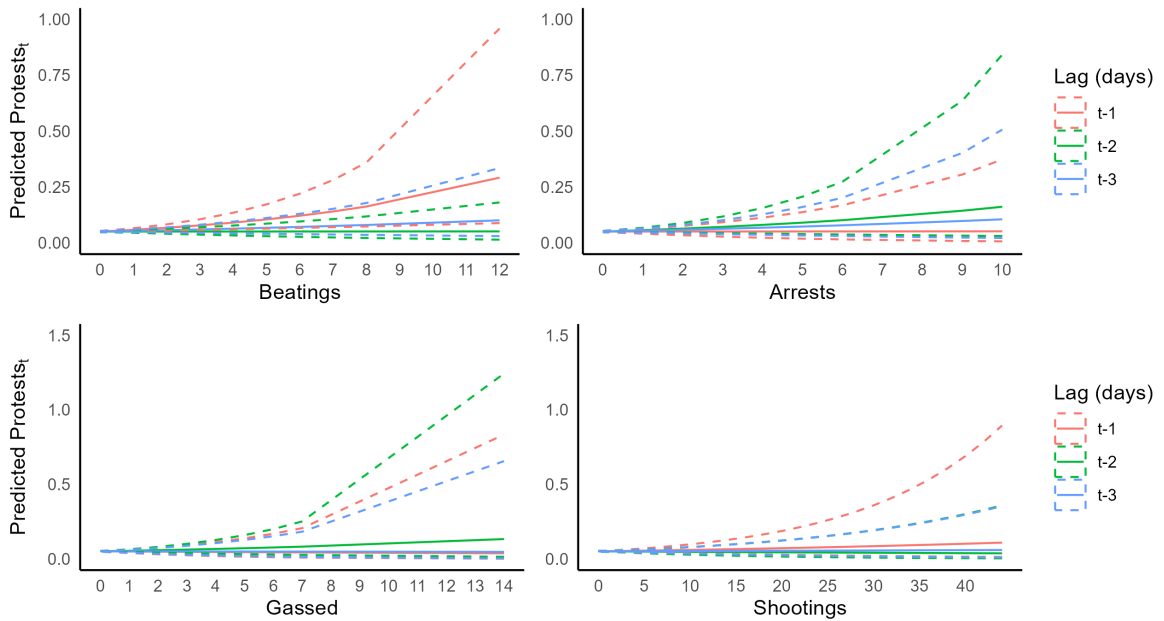 1.00
0.75
0.50
0.25
0.00
Predicted Protestsₜ
0 1 2 3 4 5 6 7 8 9 10 11 12
Beatings
1.00
0.75
0.50
0.25
0.00
0 1 2 3 4 5 6 7 8 9 10
Arrests
Lag (days)
t-1
t-2
t-3
1.5
1.0
0.5
0.0
Predicted Protestsₜ
0 1 2 3 4 5 6 7 8 9 10 11 12 13 14
Gassed
1.5
1.0
0.5
0.0
0 5 10 15 20 25 30 35 40
Shootings
Lag (days)
t-1
t-2
t-3